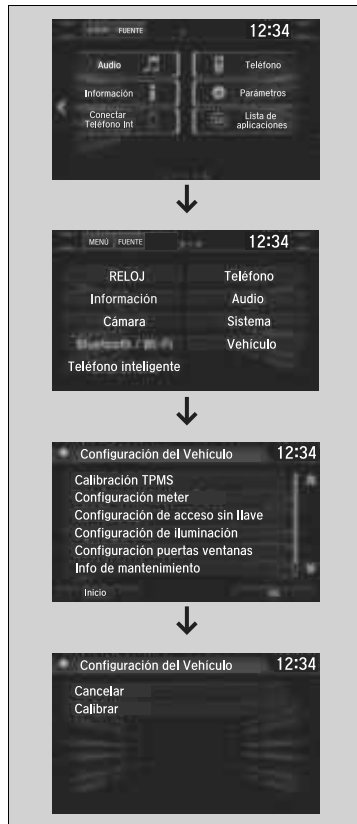 FUENTE
12:34
Audio
Teléfono
Información
Parámetros
Conectar
Teléfono Int
Lista de
aplicaciones
MENÚ FUENTE
12:34
RELOJ
Teléfono
Información
Audio
Cámara
Sistema
Bluetooth / Wi-Fi
Vehículo
Teléfono inteligente
Configuración del Vehículo
12:34
Calibración TPMS
Configuración meter
Configuración de acceso sin llave
Configuración de iluminación
Configuración puertas ventanas
Info de mantenimiento
Inicio
Configuración del Vehículo
12:34
Cancelar
Calibrar